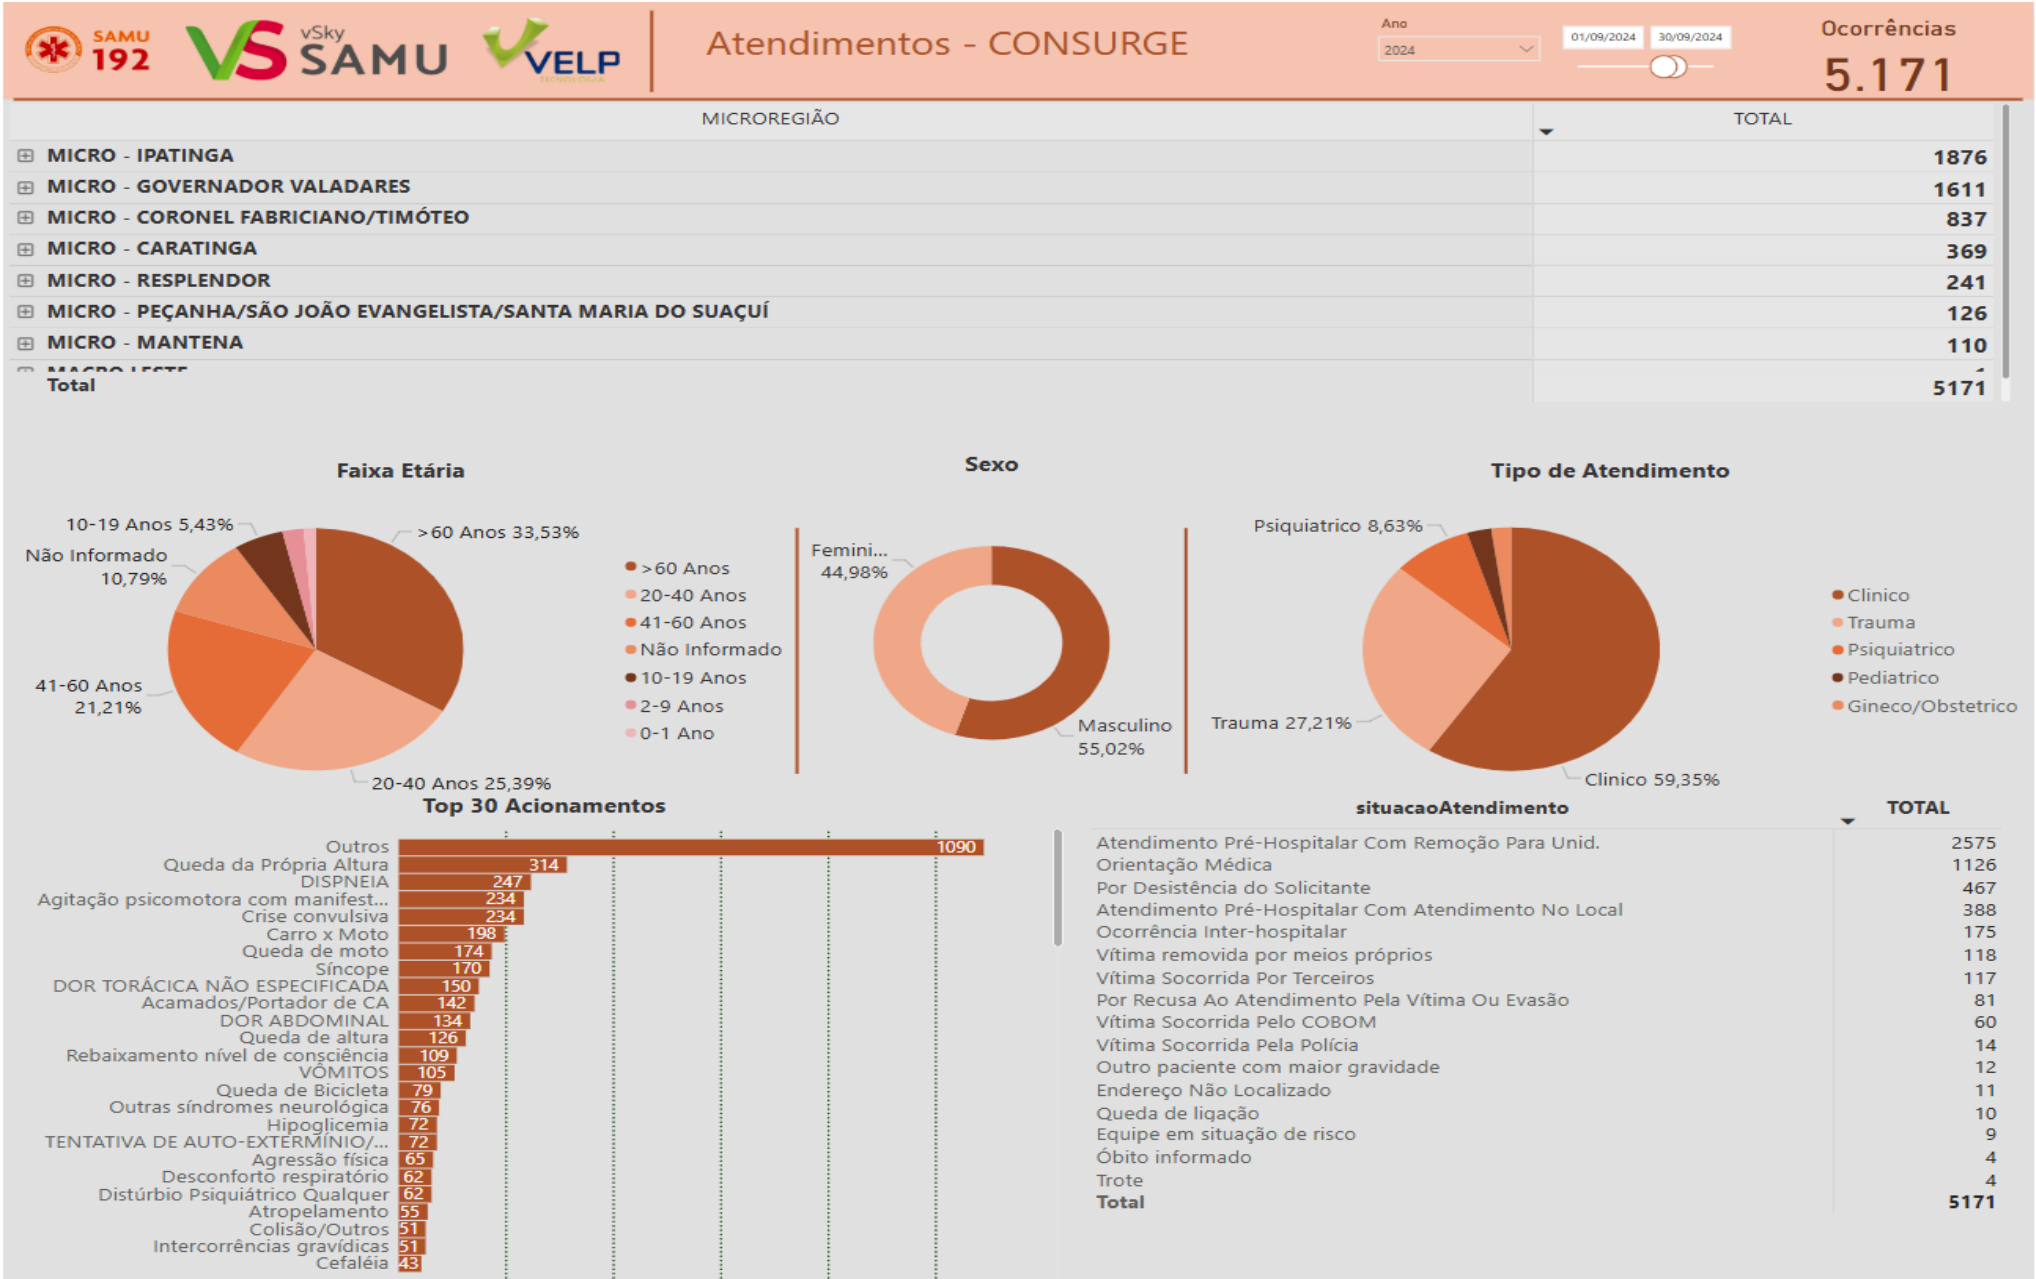 SAMU
192
VS
vSky
SAMU
VELP
TECNOLOGIA
Atendimentos - CONSURGE
Ano
2024
01/09/2024
30/09/2024
Ocorrências
5.171
MICROREGIÃO TOTAL
MICRO - IPATINGA 1876
MICRO - GOVERNADOR VALADARES 1611
MICRO - CORONEL FABRICIANO/TIMÓTEO 837
MICRO - CARATINGA 369
MICRO - RESPLENDOR 241
MICRO - PEÇANHA/SÃO JOÃO EVANGELISTA/SANTA MARIA DO SUAÇUÍ 126
MICRO - MANTENA 110
MACRO LESTE
Total 5171
Faixa Etária
10-19 Anos 5,43%
>60 Anos 33,53%
Não Informado
10,79%
41-60 Anos
21,21%
20-40 Anos 25,39%
>60 Anos
20-40 Anos
41-60 Anos
Não Informado
10-19 Anos
2-9 Anos
0-1 Ano
Sexo
Femini...
44,98%
Masculino
55,02%
Tipo de Atendimento
Psiquiatrico 8,63%
Trauma 27,21%
Clinico 59,35%
Clinico
Trauma
Psiquiatrico
Pediatrico
Gineco/Obstetrico
Top 30 Acionamentos
Outros 1090
Queda da Própria Altura 314
DISPNEIA 247
Agitação psicomotora com manifest... 234
Crise convulsiva 234
Carro x Moto 198
Queda de moto 174
Síncope 170
DOR TORÁCICA NÃO ESPECIFICADA 150
Acamados/Portador de CA 142
DOR ABDOMINAL 134
Queda de altura 126
Rebaixamento nível de consciência 109
VÔMITOS 105
Queda de Bicicleta 79
Outras síndromes neurológica 76
Hipoglicemia 72
TENTATIVA DE AUTO-EXTERMÍNIO/... 72
Agressão física 65
Desconforto respiratório 62
Distúrbio Psiquiátrico Qualquer 62
Atropelamento 55
Colisão/Outros 51
Intercorrências gravídicas 51
Cefaléia 43
situacaoAtendimento TOTAL
Atendimento Pré-Hospitalar Com Remoção Para Unid. 2575
Orientação Médica 1126
Por Desistência do Solicitante 467
Atendimento Pré-Hospitalar Com Atendimento No Local 388
Ocorrência Inter-hospitalar 175
Vítima removida por meios próprios 118
Vítima Socorrida Por Terceiros 117
Por Recusa Ao Atendimento Pela Vítima Ou Evasão 81
Vítima Socorrida Pelo COBOM 60
Vítima Socorrida Pela Polícia 14
Outro paciente com maior gravidade 12
Endereço Não Localizado 11
Queda de ligação 10
Equipe em situação de risco 9
Óbito informado 4
Trote 4
Total 5171